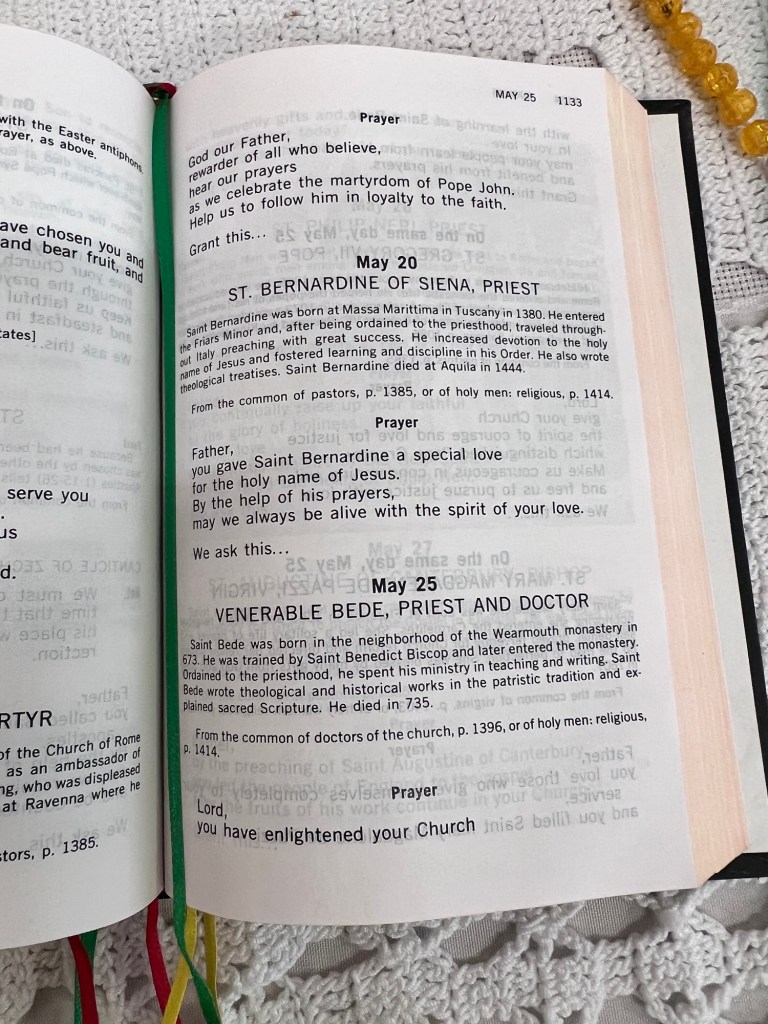 with the Easter antiphons,
rayer, as above.
ave chosen you and
and bear fruit, and
tates]
serve you
.
us
d.
RTYR
of the Church of Rome
as an ambassador of
ng, who was displeased
at Ravenna where he
stors, p. 1385.
MAY 25 1133
Prayer
God our Father,
rewarder of all who believe,
hear our prayers
as we celebrate the martyrdom of Pope John.
Help us to follow him in loyalty to the faith.
Grant this...
May 20
ST. BERNARDINE OF SIENA, PRIEST
Saint Bernardine was born at Massa Marittima in Tuscany in 1380. He entered
the Friars Minor and, after being ordained to the priesthood, traveled through-
out Italy preaching with great success. He increased devotion to the holy
name of Jesus and fostered learning and discipline in his Order. He also wrote
theological treatises. Saint Bernardine died at Aquila in 1444.
From the common of pastors, p. 1385, or of holy men: religious, p. 1414.
Prayer
Father,
you gave Saint Bernardine a special love
for the holy name of Jesus.
By the help of his prayers,
may we always be alive with the spirit of your love.
We ask this...
May 25
VENERABLE BEDE, PRIEST AND DOCTOR
Saint Bede was born in the neighborhood of the Wearmouth monastery in
673. He was trained by Saint Benedict Biscop and later entered the monastery.
Ordained to the priesthood, he spent his ministry in teaching and writing. Saint
Bede wrote theological and historical works in the patristic tradition and ex-
plained sacred Scripture. He died in 735.
From the common of doctors of the church, p. 1396, or of holy men: religious,
p. 1414.
Prayer
Lord,
you have enlightened your Church